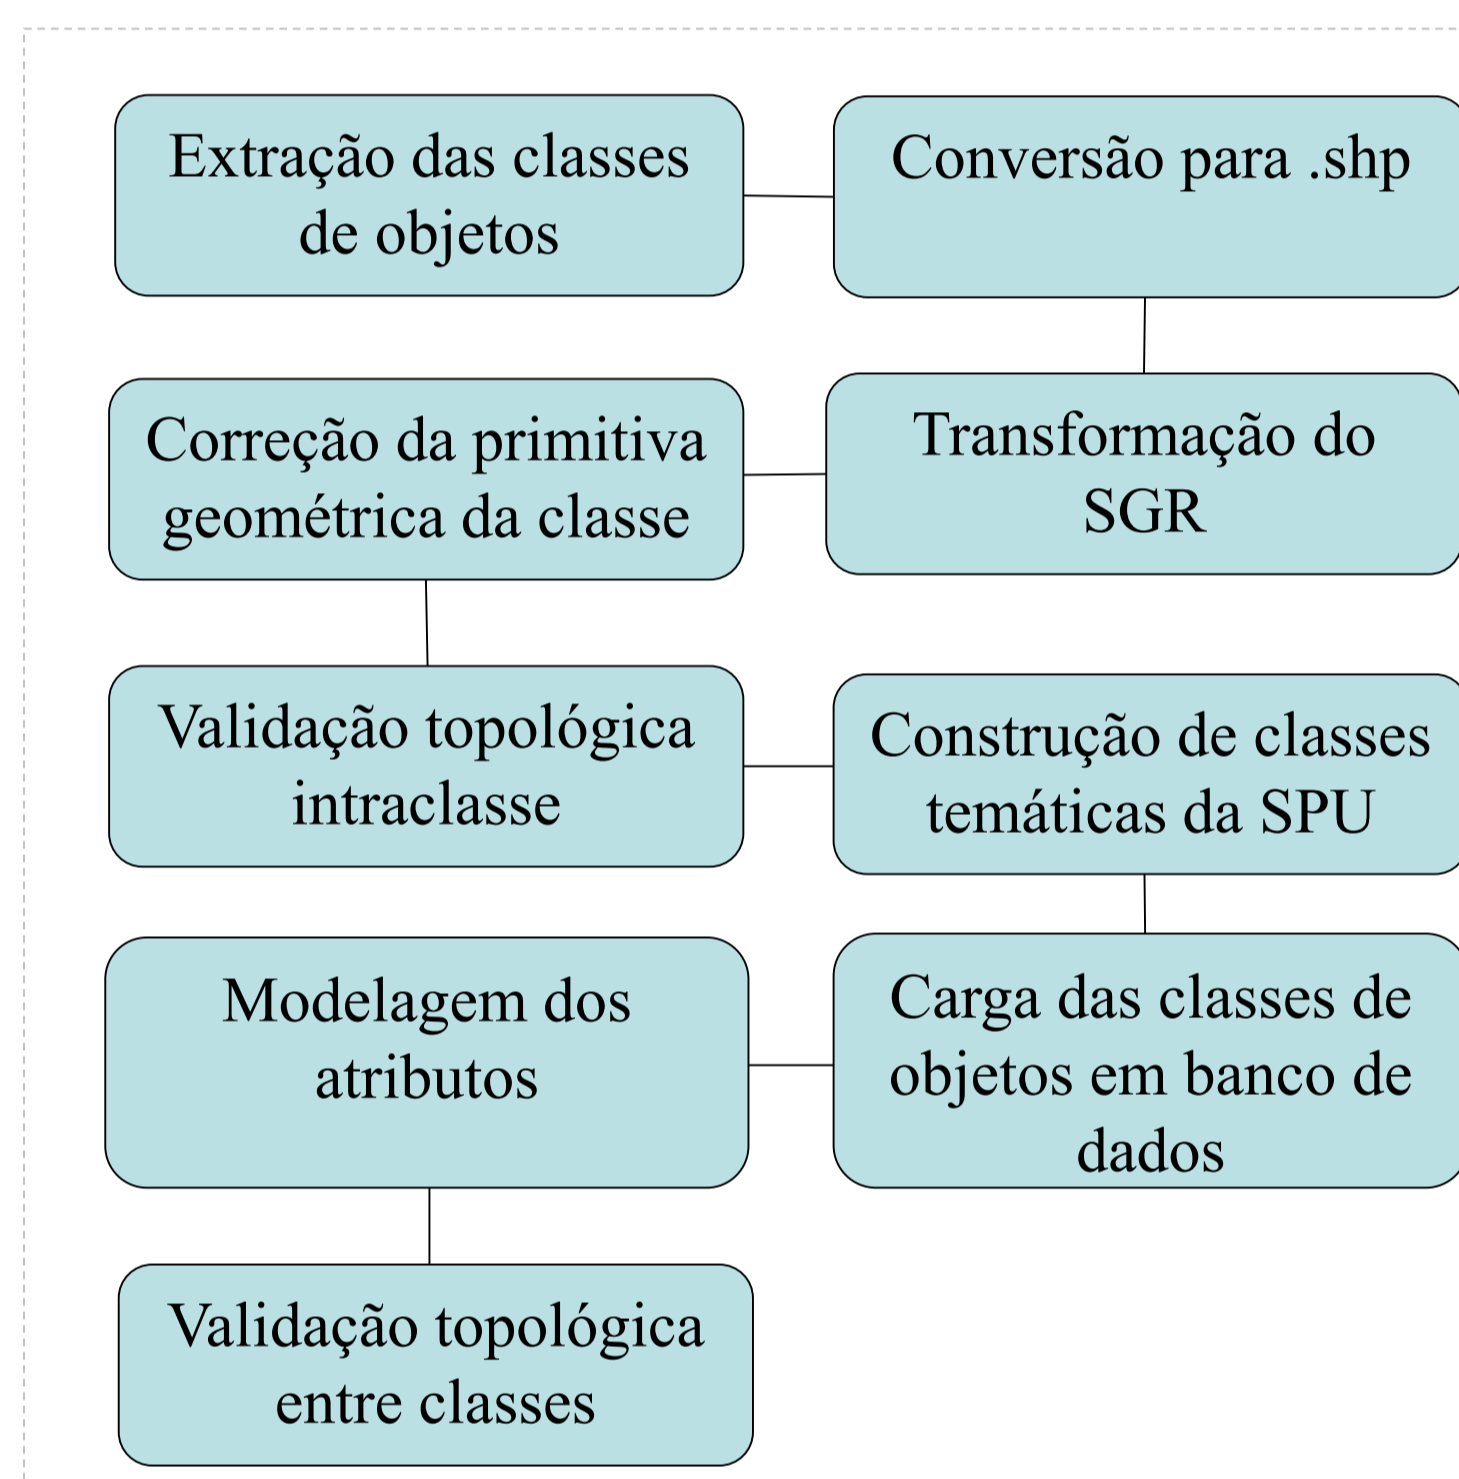 Extração das classes
de objetos
Conversão para .shp
Correção da primitiva
geométrica da classe
Transformação do
SGR
Validação topológica
intraclasse
Construção de classes
temáticas da SPU
Modelagem dos
atributos
Carga das classes de
objetos em banco de
dados
Validação topológica
entre classes